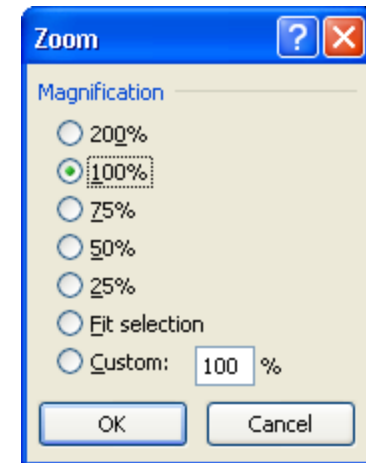 Zoom
Magnification
200%
100%
75%
50%
25%
Fit selection
Custom: 100 %
OK Cancel